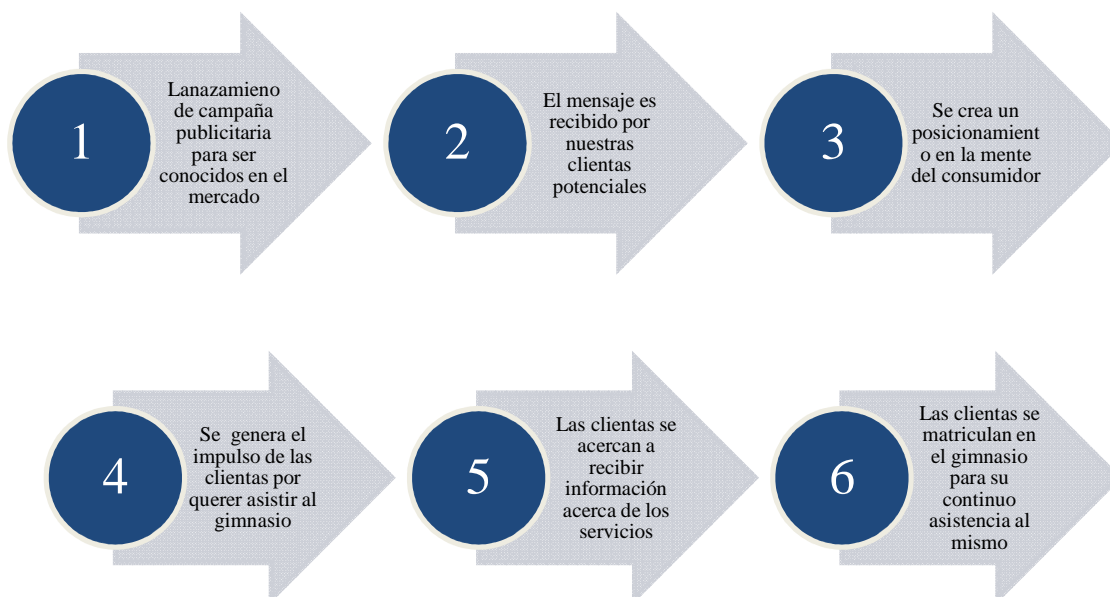 1
Lanazamieno
de campaña
publicitaria
para ser
conocidos en el
mercado
2
El mensaje es
recibido por
nuestras
clientas
potenciales
3
Se crea un
posicionamient
o en la mente
del consumidor
4
Se genera el
impulso de las
clientas por
querer asistir al
gimnasio
5
Las clientas se
acercan a
recibir
información
acerca de los
servicios
6
Las clientas se
matriculan en
el gimnasio
para su
continuo
asistencia al
mismo